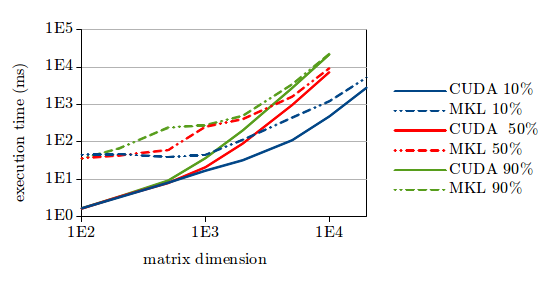 1E5
1E4
1E3
1E2
1E1
1E0
execution time (ms)
1E2
1E3
1E4
matrix dimension
CUDA 10%
MKL 10%
CUDA 50%
MKL 50%
CUDA 90%
MKL 90%